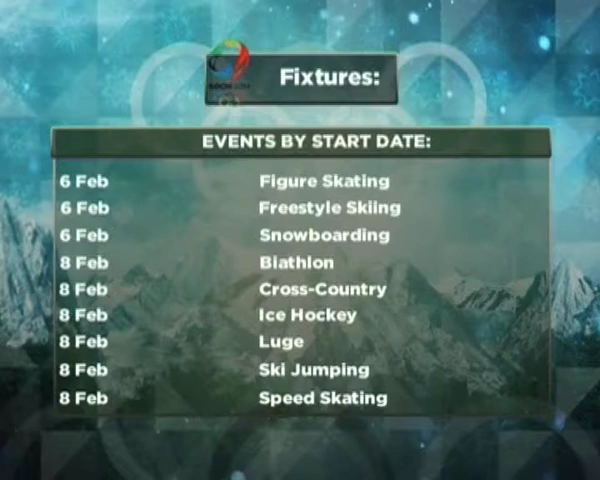 Fixtures:
EVENTS BY START DATE:
6 Feb Figure Skating
6 Feb Freestyle Skiing
6 Feb Snowboarding
8 Feb Biathlon
8 Feb Cross-Country
8 Feb Ice Hockey
8 Feb Luge
8 Feb Ski Jumping
8 Feb Speed Skating